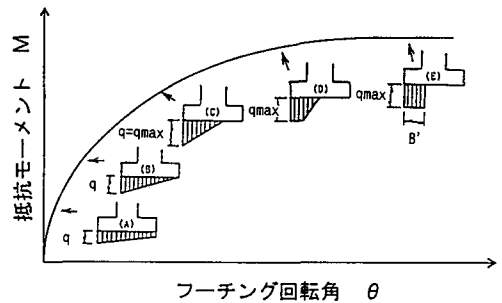 抵抗モーメント M
(E)
qmax
B'
(D)
qmax
(C)
q=qmax
(B)
q
(A)
q
フーチング回転角 θ